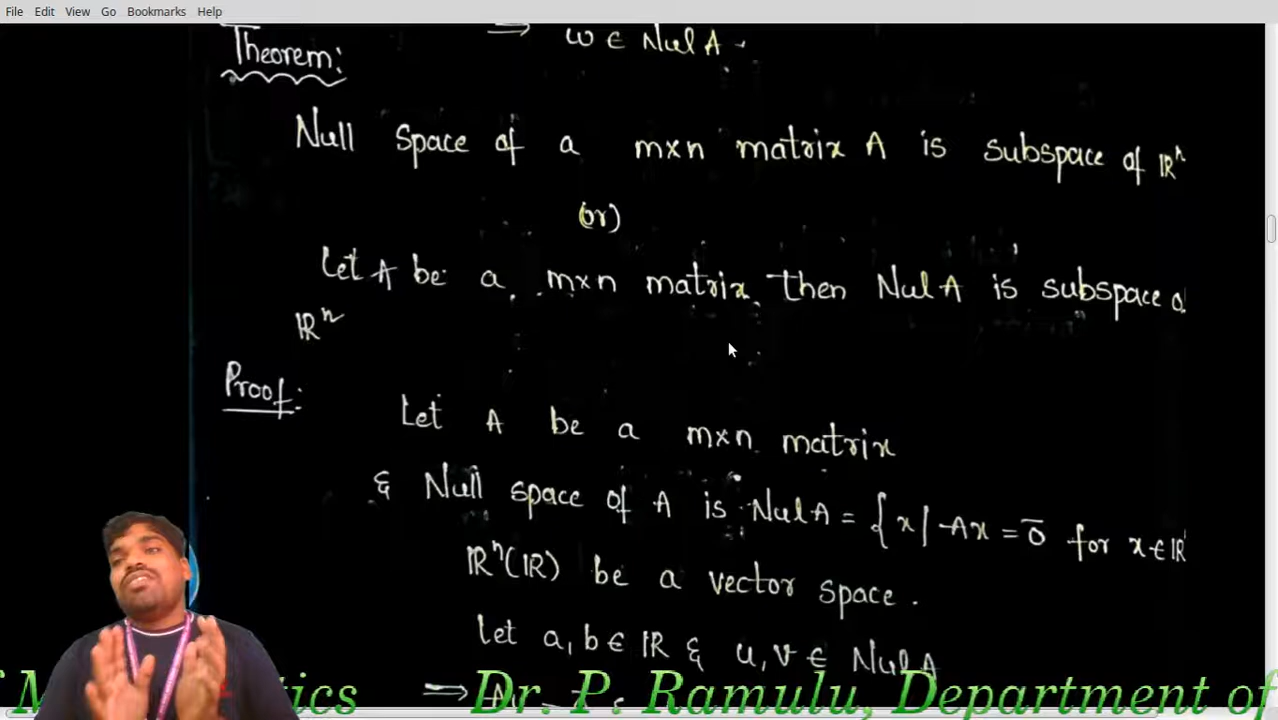 File Edit View Go Bookmarks Help
⇒ w ∈ Nul A.
Theorem:
Null space of a m×n matrix A is subspace of ℝⁿ
(or)
Let A be a m×n matrix, then Nul A is subspace o
ℝⁿ
Proof:
Let A be a m×n matrix
& Null space of A is Nul A = {x | Ax = 0̅ for x ∈ ℝ
ℝⁿ(ℝ) be a vector space.
Let a, b ∈ ℝ & u, v ∈ Nul A
⇒
Dr. P. Ramulu, Department of